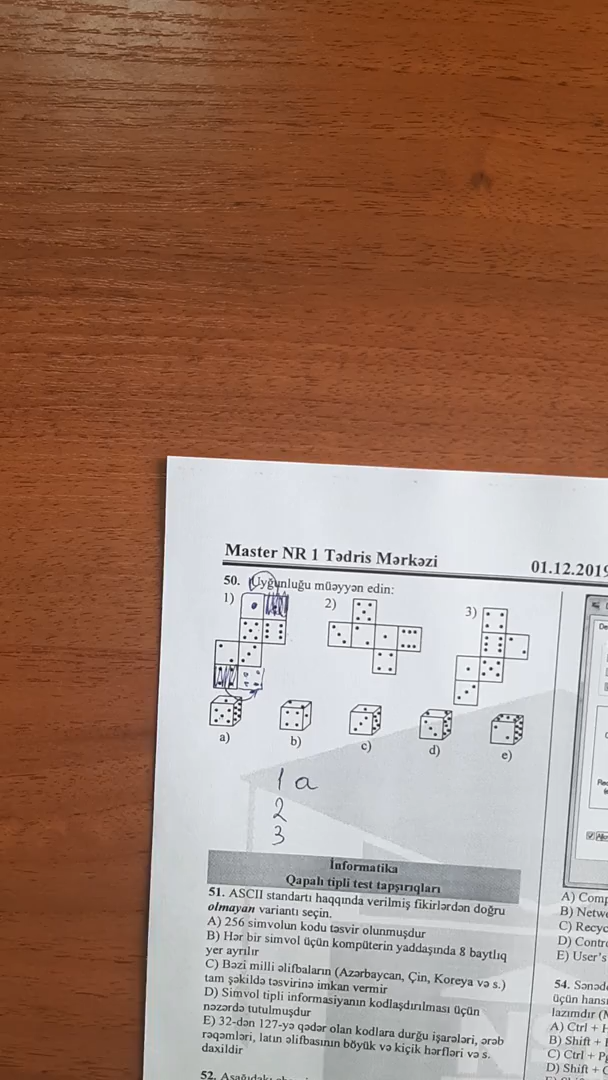 Master NR 1 Tədris Mərkəzi
01.12.2019
50. Uyğunluğu müəyyən edin:
1) 2) 3)
a) b) c) d) e)
1 a
2
3
İnformatika
Qapalı tipli test tapşırıqları
51. ASCII standartı haqqında verilmiş fikirlərdən doğru
olmayan variantı seçin.
A) 256 simvolun kodu təsvir olunmuşdur
B) Hər bir simvol üçün kompüterin yaddaşında 8 baytlıq
yer ayrılır
C) Bəzi milli əlifbaların (Azərbaycan, Çin, Koreya və s.)
tam şəkildə təsvirinə imkan vermir
D) Simvol tipli informasiyanın kodlaşdırılması üçün
nəzərdə tutulmuşdur
E) 32-dən 127-yə qədər olan kodlara durğu işarələri, ərəb
rəqəmləri, latın əlifbasının böyük və kiçik hərfləri və s.
daxildir
52.
A) Comp
B) Netw
C) Recyc
D) Contr
E) User's
54. Sənəd
üçün hans
lazımdır (
A) Ctrl +
B) Shift +
C) Ctrl + P
D) Shift +